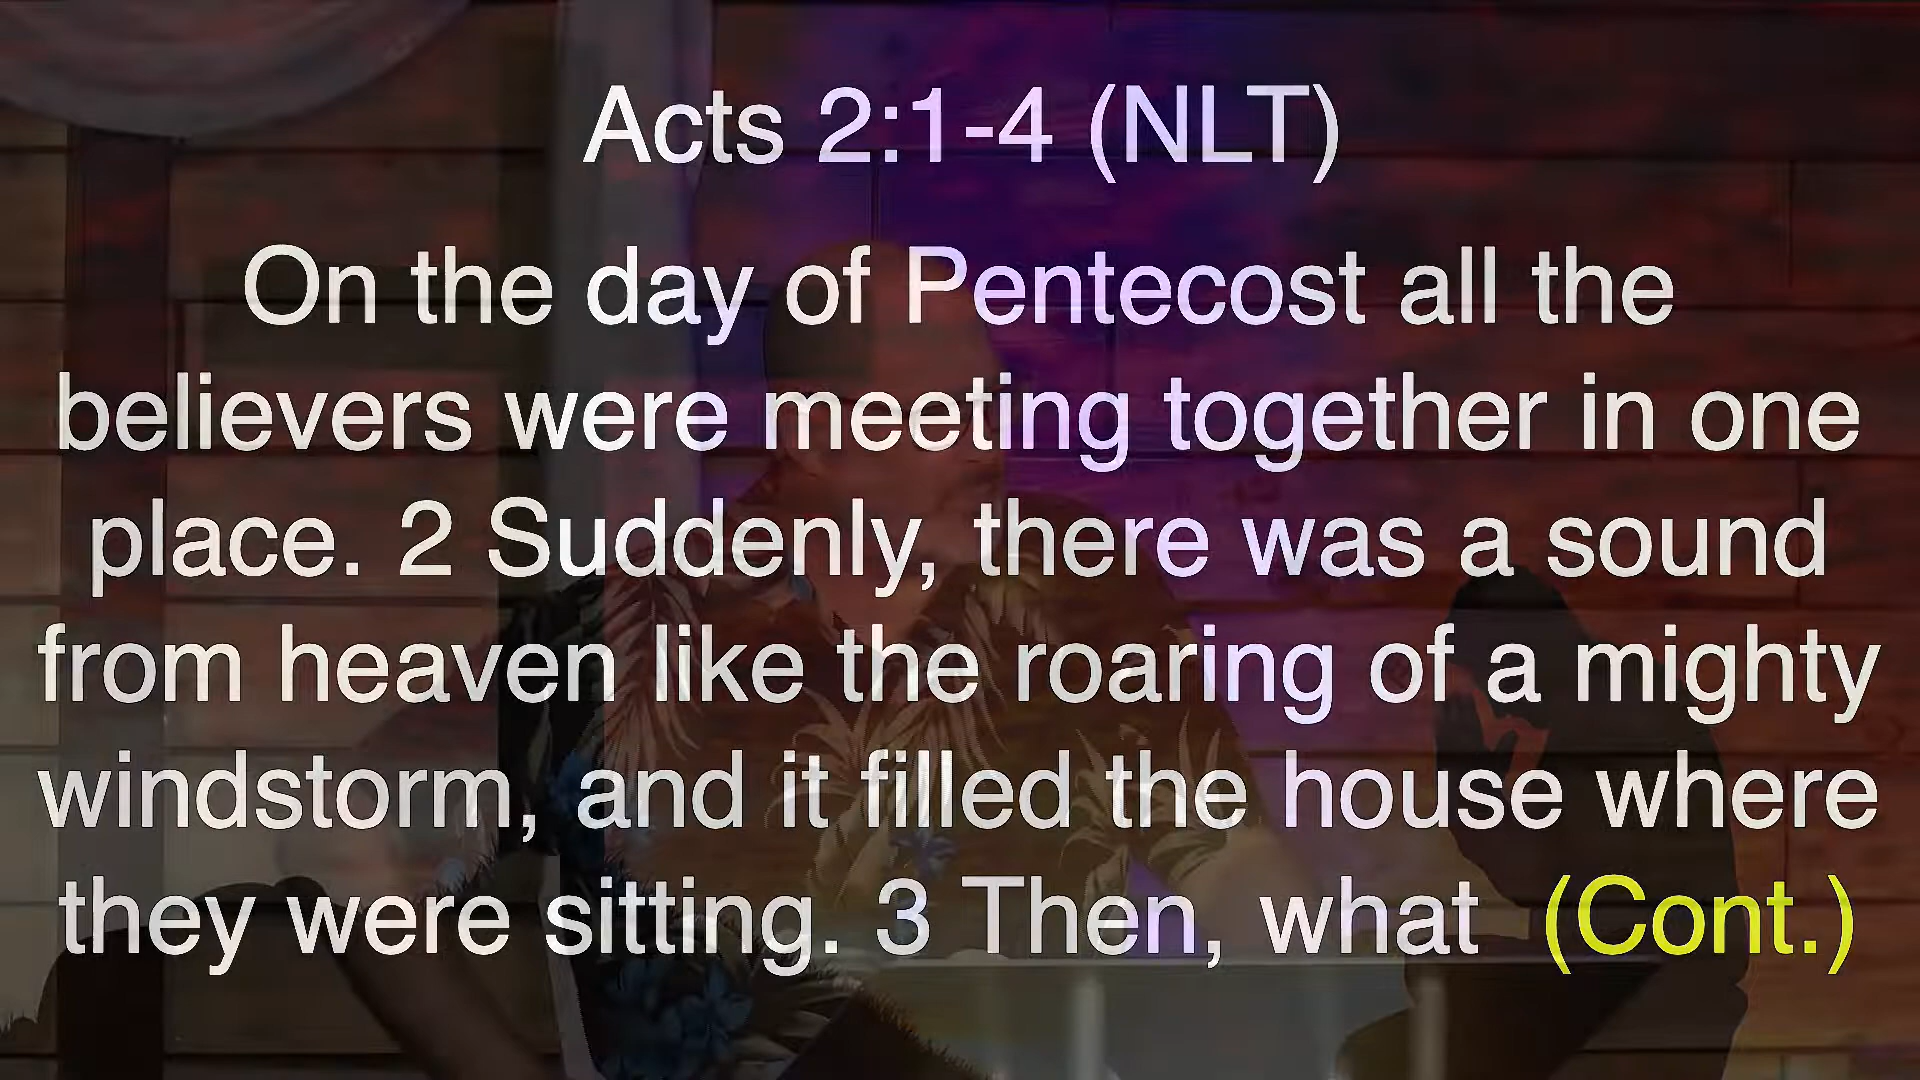 Acts 2:1-4 (NLT)
On the day of Pentecost all the
believers were meeting together in one
place. 2 Suddenly, there was a sound
from heaven like the roaring of a mighty
windstorm, and it filled the house where
they were sitting. 3 Then, what (Cont.)